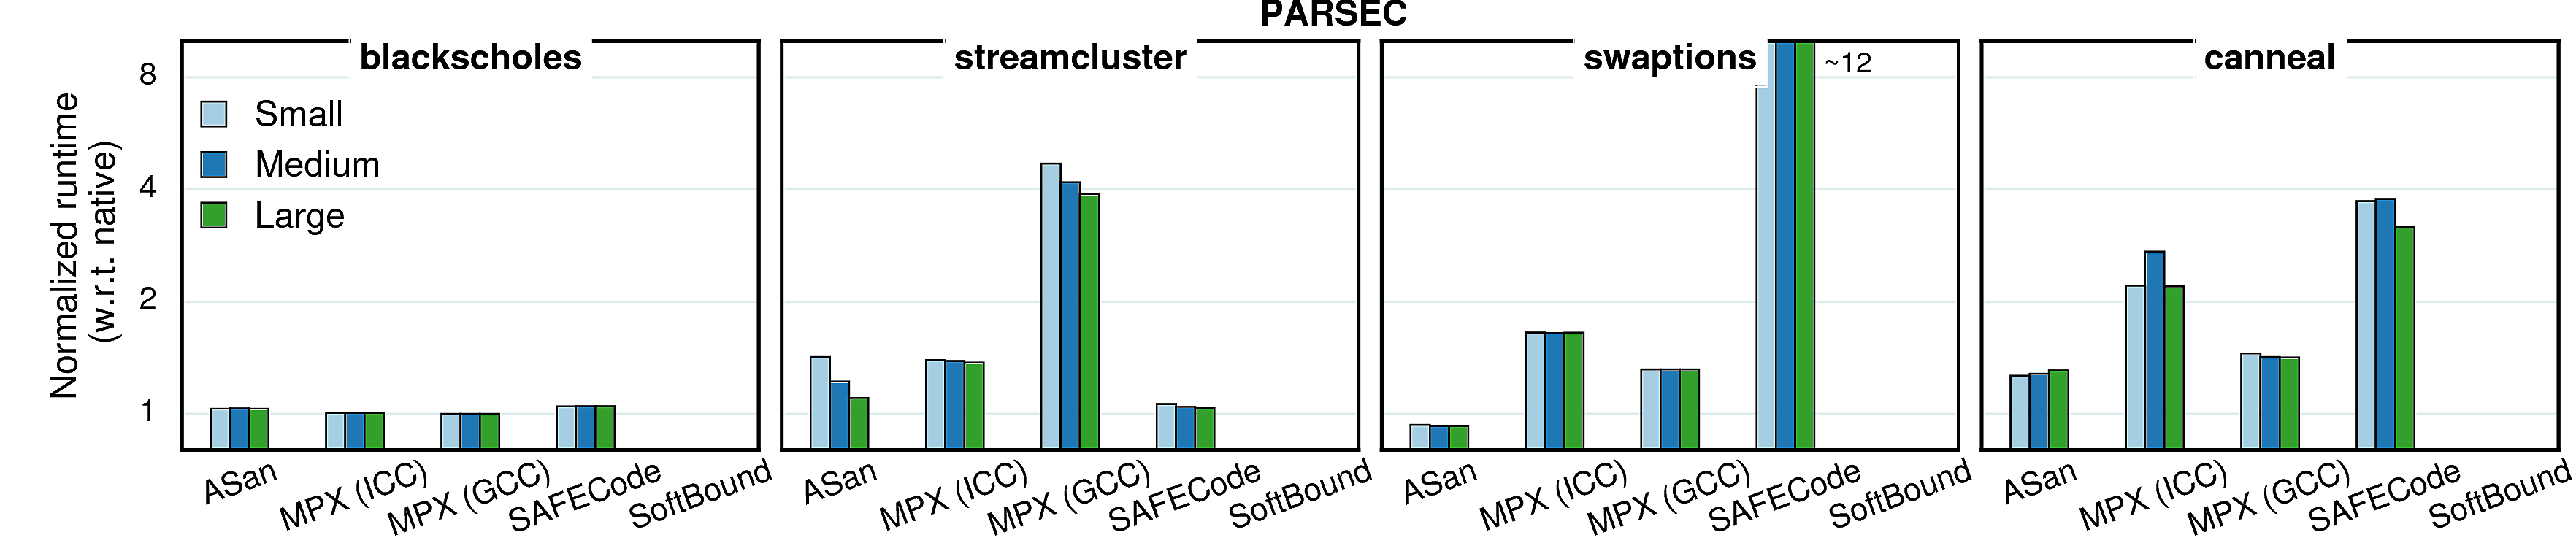 PARSEC
blackscholes
streamcluster
swaptions
canneal
Normalized runtime
(w.r.t. native)
8
4
2
1
Small
Medium
Large
~12
ASan
MPX (ICC)
MPX (GCC)
SAFECode
SoftBound
ASan
MPX (ICC)
MPX (GCC)
SAFECode
SoftBound
ASan
MPX (ICC)
MPX (GCC)
SAFECode
SoftBound
ASan
MPX (ICC)
MPX (GCC)
SAFECode
SoftBound